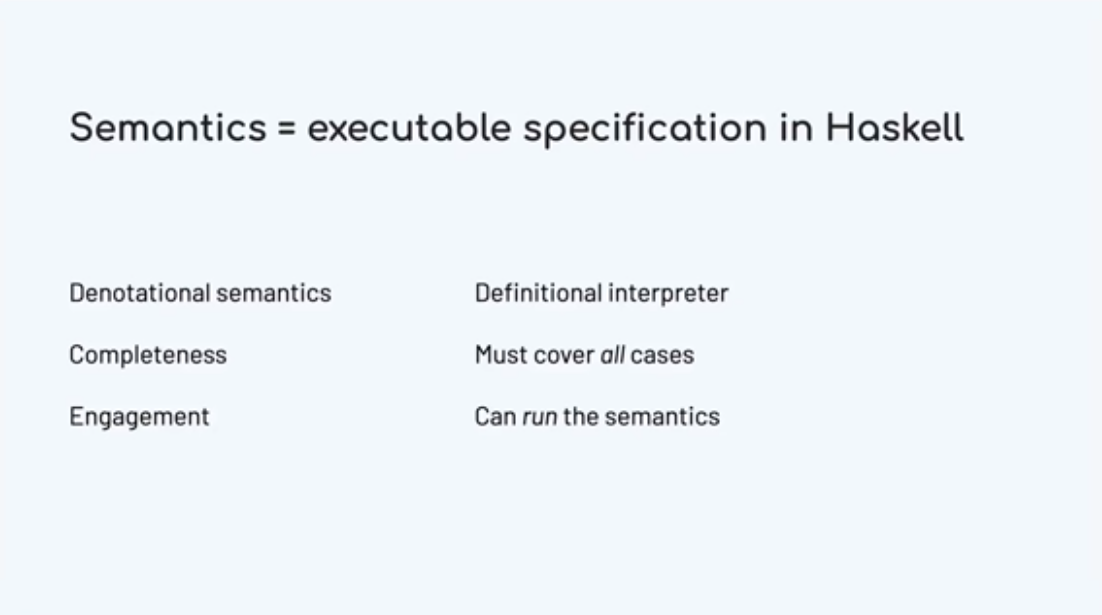 Semantics = executable specification in Haskell
Denotational semantics Definitional interpreter
Completeness Must cover all cases
Engagement Can run the semantics